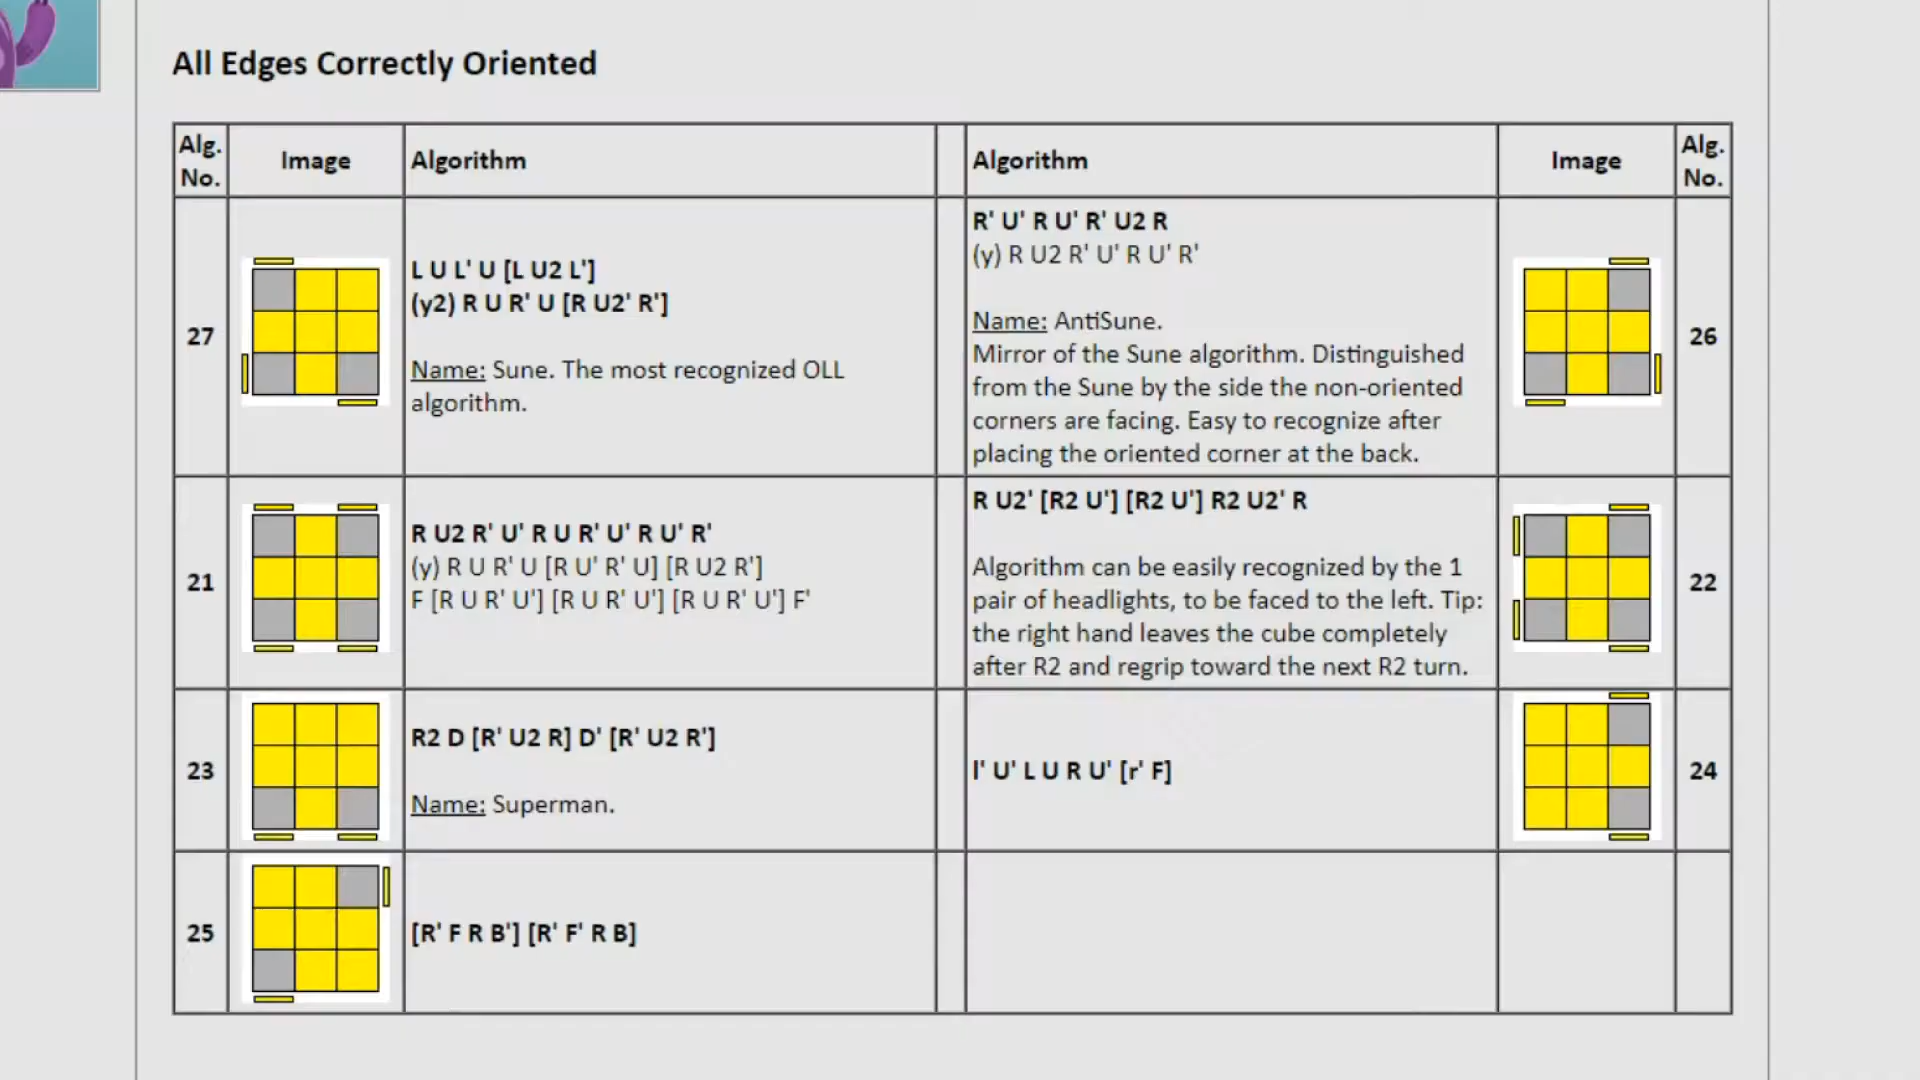 All Edges Correctly Oriented
Alg.
No.
Image
Algorithm
Algorithm
Image
Alg.
No.
27
L U L' U [L U2 L']
(y2) R U R' U [R U2' R']
Name: Sune. The most recognized OLL
algorithm.
R' U' R U' R' U2 R
(y) R U2 R' U' R U' R'
Name: AntiSune.
Mirror of the Sune algorithm. Distinguished
from the Sune by the side the non-oriented
corners are facing. Easy to recognize after
placing the oriented corner at the back.
26
21
R U2 R' U' R U R' U' R U' R'
(y) R U R' U [R U' R' U] [R U2 R']
F [R U R' U'] [R U R' U'] [R U R' U'] F'
R U2' [R2 U'] [R2 U'] R2 U2' R
Algorithm can be easily recognized by the 1
pair of headlights, to be faced to the left. Tip:
the right hand leaves the cube completely
after R2 and regrip toward the next R2 turn.
22
23
R2 D [R' U2 R] D' [R' U2 R']
Name: Superman.
l' U' L U R U' [r' F]
24
25
[R' F R B'] [R' F' R B]